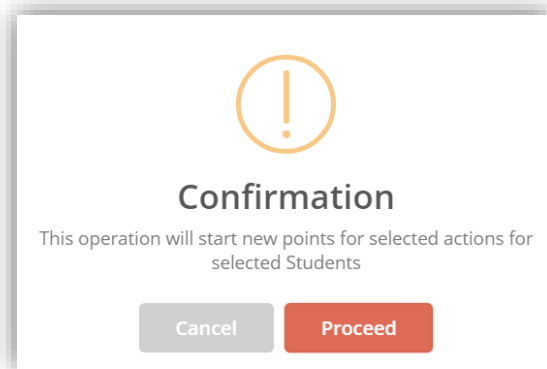 Confirmation
This operation will start new points for selected actions for
selected Students
Cancel
Proceed